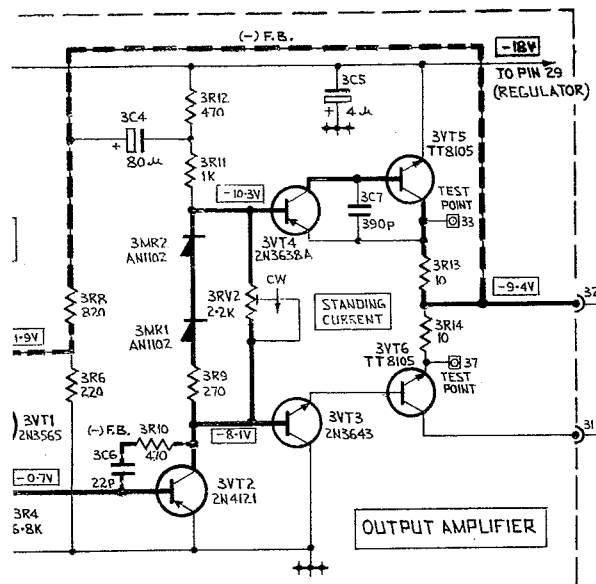 (-) F.B.
-18V
TO PIN 29
(REGULATOR)
3C5
+ 4 µ
3R12
470
3C4
+ 80 µ
3R11
1K
3VT5
TT8105
-10·3V
3C7
390p
TEST
POINT
33
3VT4
2N3638A
3MR2
AN1102
CW
3RV2
2·2K
STANDING
CURRENT
3R13
10
-9·4V
32
3R8
820
3MR1
AN1102
3R14
10
1·9V
3VT6
TT8105
37
TEST
POINT
3R6
220
3R9
270
3VT1
2N3565
(-) F.B.
3R10
470
-8·1V
3VT3
2N3643
31
3C6
22P
-0·7V
3VT2
2N4121
3R4
6·8K
OUTPUT AMPLIFIER